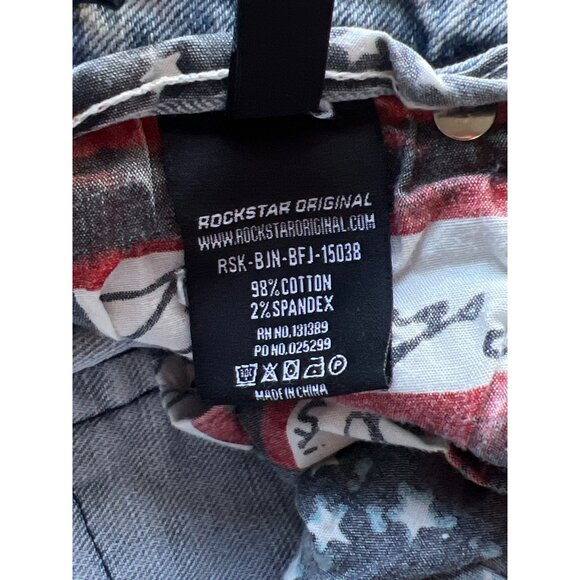 ROCKSTAR ORIGINAL
WWW.ROCKSTARORIGINAL.COM
RSK-BJN-BFJ-15038
98% COTTON
2% SPANDEX
RN NO.131389
PO NO.025299
MADE IN CHINA